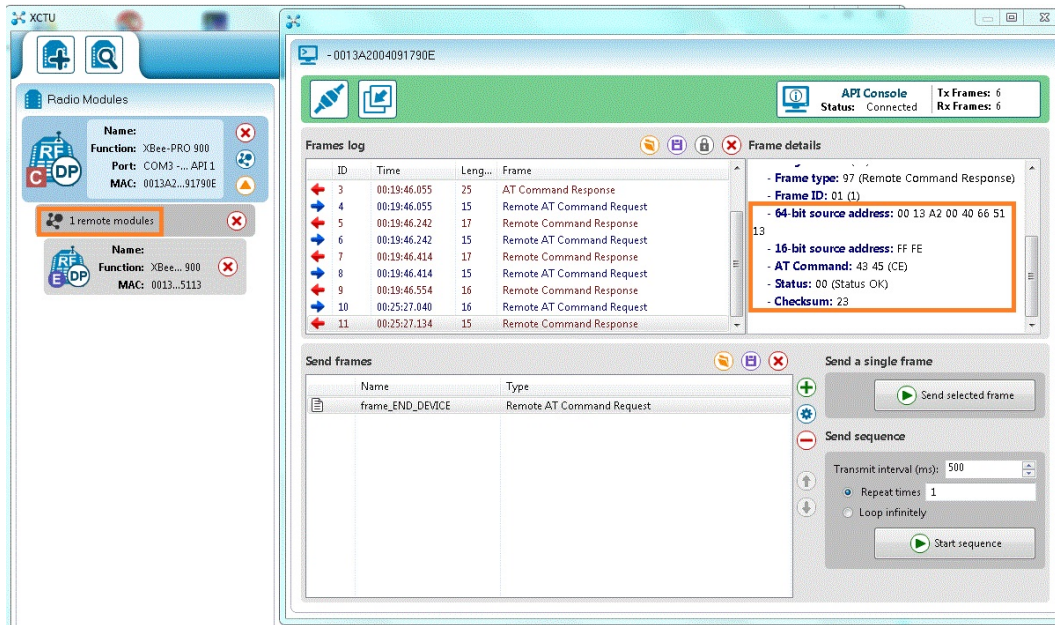 XCTU
- 0013A2004091790E
Radio Modules
Name:
Function: XBee-PRO 900
Port: COM3 -... API 1
MAC: 0013A2...91790E
RF
C
DP
1 remote modules
Name:
Function: XBee... 900
MAC: 0013...5113
RF
E
DP
API Console
Status: Connected
Tx Frames: 6
Rx Frames: 6
Frames log
ID Time Leng... Frame
3 00:19:46.055 25 AT Command Response
4 00:19:46.055 15 Remote AT Command Request
5 00:19:46.242 17 Remote Command Response
6 00:19:46.242 15 Remote AT Command Request
7 00:19:46.414 17 Remote Command Response
8 00:19:46.414 15 Remote AT Command Request
9 00:19:46.554 16 Remote Command Response
10 00:25:27.040 16 Remote AT Command Request
11 00:25:27.134 15 Remote Command Response
Frame details
- Frame type: 97 (Remote Command Response)
- Frame ID: 01 (1)
- 64-bit source address: 00 13 A2 00 40 66 51
13
- 16-bit source address: FF FE
- AT Command: 43 45 (CE)
- Status: 00 (Status OK)
- Checksum: 23
Send frames
Name Type
frame_END_DEVICE Remote AT Command Request
Send a single frame
Send selected frame
Send sequence
Transmit interval (ms): 500
Repeat times 1
Loop infinitely
Start sequence